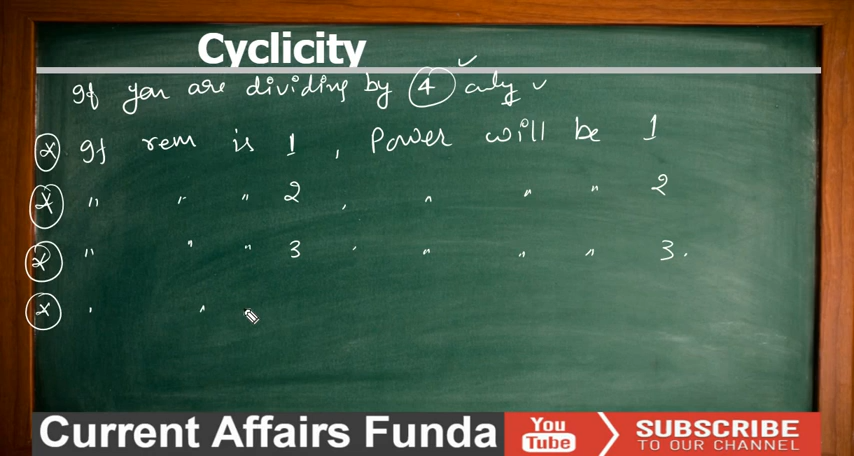 Cyclicity
If you are dividing by 4 only
If rem is 1, Power will be 1
" " " 2, " " " 2
" " " 3, " " " 3.
" "
Current Affairs Funda You Tube SUBSCRIBE TO OUR CHANNEL